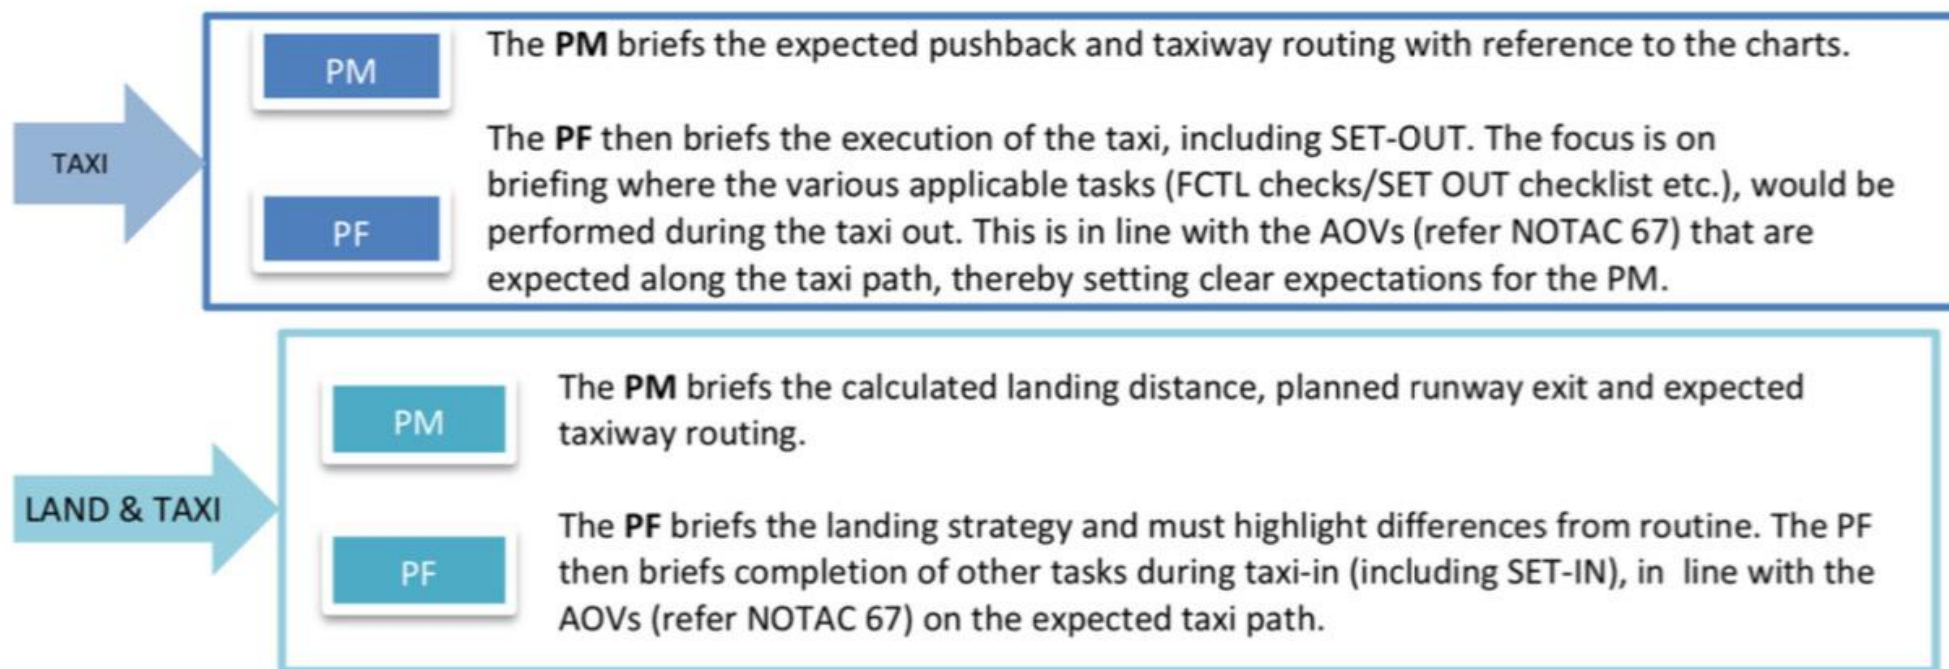 PM
The PM briefs the expected pushback and taxiway routing with reference to the charts.
TAXI
PF
The PF then briefs the execution of the taxi, including SET-OUT. The focus is on
briefing where the various applicable tasks (FCTL checks/SET OUT checklist etc.), would be
performed during the taxi out. This is in line with the AOVs (refer NOTAC 67) that are
expected along the taxi path, thereby setting clear expectations for the PM.
LAND & TAXI
PM
The PM briefs the calculated landing distance, planned runway exit and expected
taxiway routing.
PF
The PF briefs the landing strategy and must highlight differences from routine. The PF
then briefs completion of other tasks during taxi-in (including SET-IN), in  line with the
AOVs (refer NOTAC 67) on the expected taxi path.